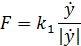 F = k₁ ẏ/|ẏ|